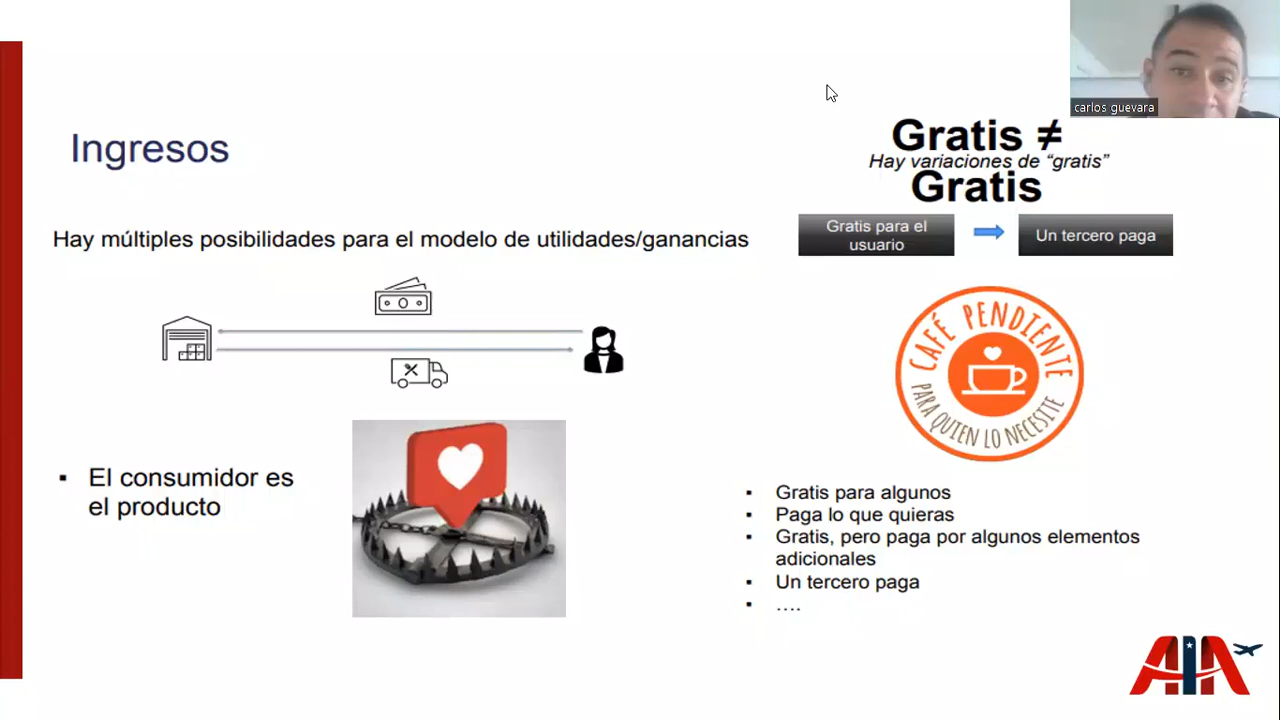 carlos guevara
Ingresos
Gratis ≠
Hay variaciones de “gratis”
Gratis
Hay múltiples posibilidades para el modelo de utilidades/ganancias
Gratis para el
usuario
Un tercero paga
CAFÉ PENDIENTE
PARA QUIEN LO NECESITE
▪ El consumidor es
el producto
▪ Gratis para algunos
▪ Paga lo que quieras
▪ Gratis, pero paga por algunos elementos
adicionales
▪ Un tercero paga
▪ ….
AIA